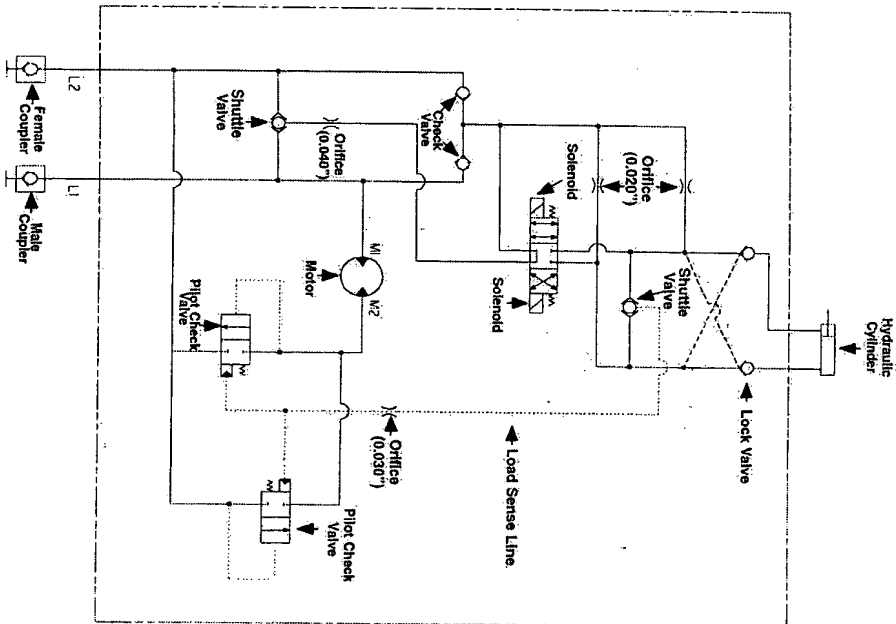 Hydraulic
Cylinder
Lock Valve
Shuttle
Valve
Orifice
(0.020")
Solenoid
Solenoid
Load Sense Line
Check
Valve
Orifice
(0.030")
M1
M2
Motor
Orifice
(0.040")
Pilot Check
Valve
Shuttle
Valve
Pilot Check
Valve
L2
L1
Female
Coupler
Male
Coupler